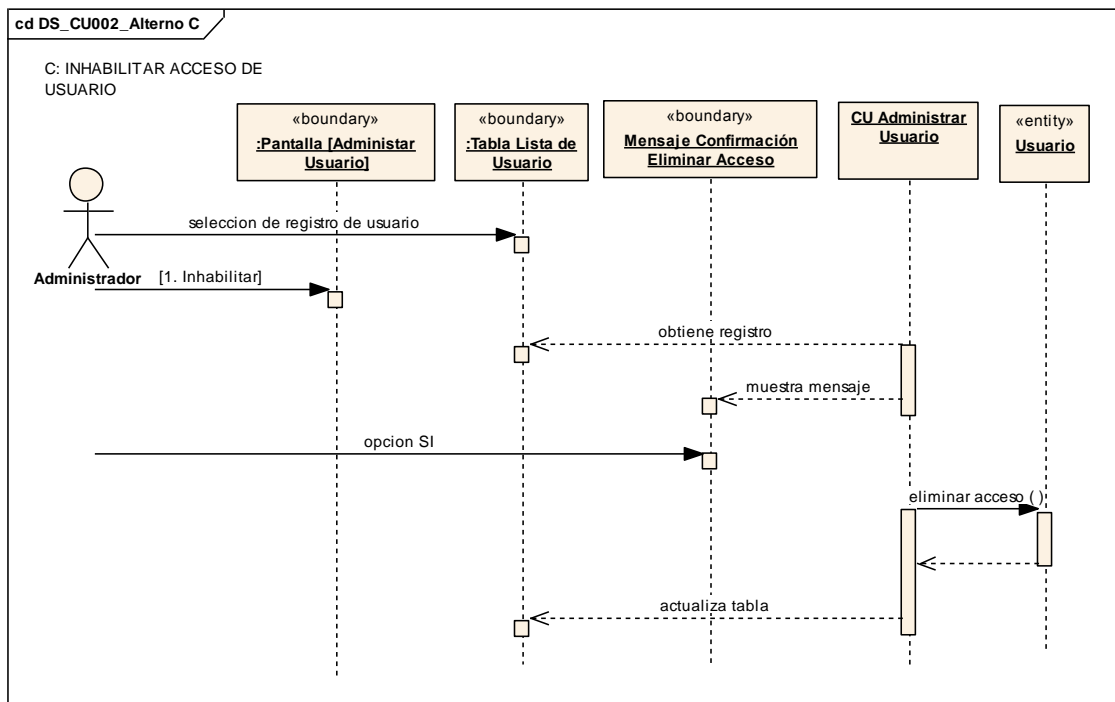 cd DS_CU002_Alterno C
C: INHABILITAR ACCESO DE
USUARIO
«boundary»
:Pantalla [Administar
Usuario]
«boundary»
:Tabla Lista de
Usuario
«boundary»
Mensaje Confirmación
Eliminar Acceso
CU Administrar
Usuario
«entity»
Usuario
seleccion de registro de usuario
Administrador
[1. Inhabilitar]
obtiene registro
muestra mensaje
opcion SI
eliminar acceso ( )
actualiza tabla